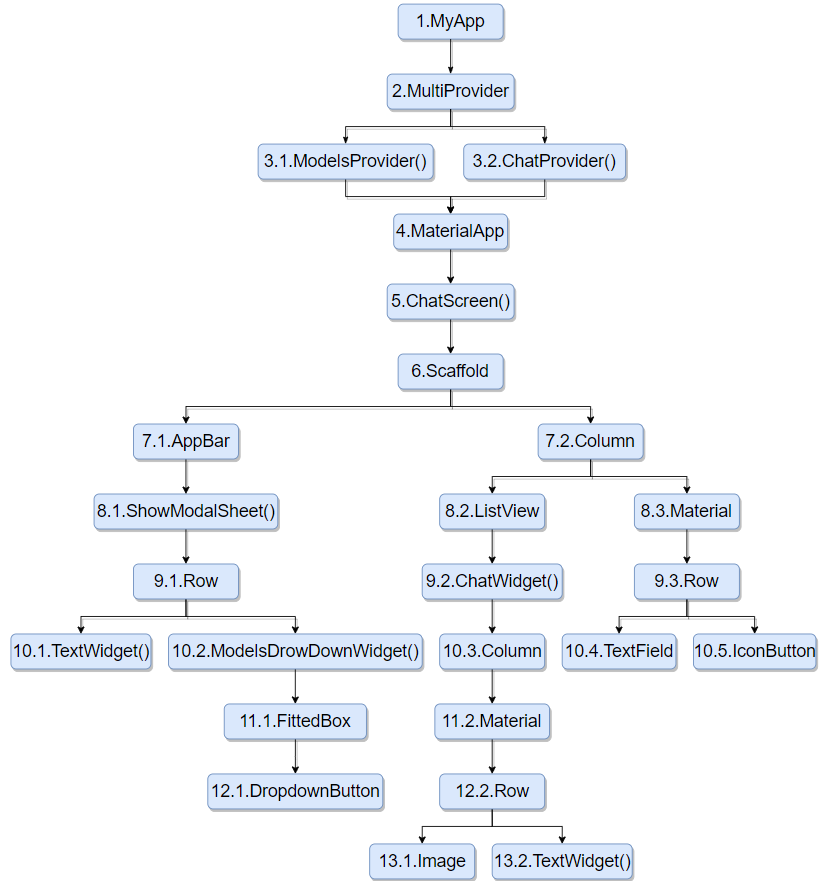 1.MyApp
2.MultiProvider
3.1.ModelsProvider()
3.2.ChatProvider()
4.MaterialApp
5.ChatScreen()
6.Scaffold
7.1.AppBar
7.2.Column
8.1.ShowModalSheet()
8.2.ListView
8.3.Material
9.1.Row
9.2.ChatWidget()
9.3.Row
10.1.TextWidget()
10.2.ModelsDrowDownWidget()
10.3.Column
10.4.TextField
10.5.IconButton
11.1.FittedBox
11.2.Material
12.1.DropdownButton
12.2.Row
13.1.Image
13.2.TextWidget()